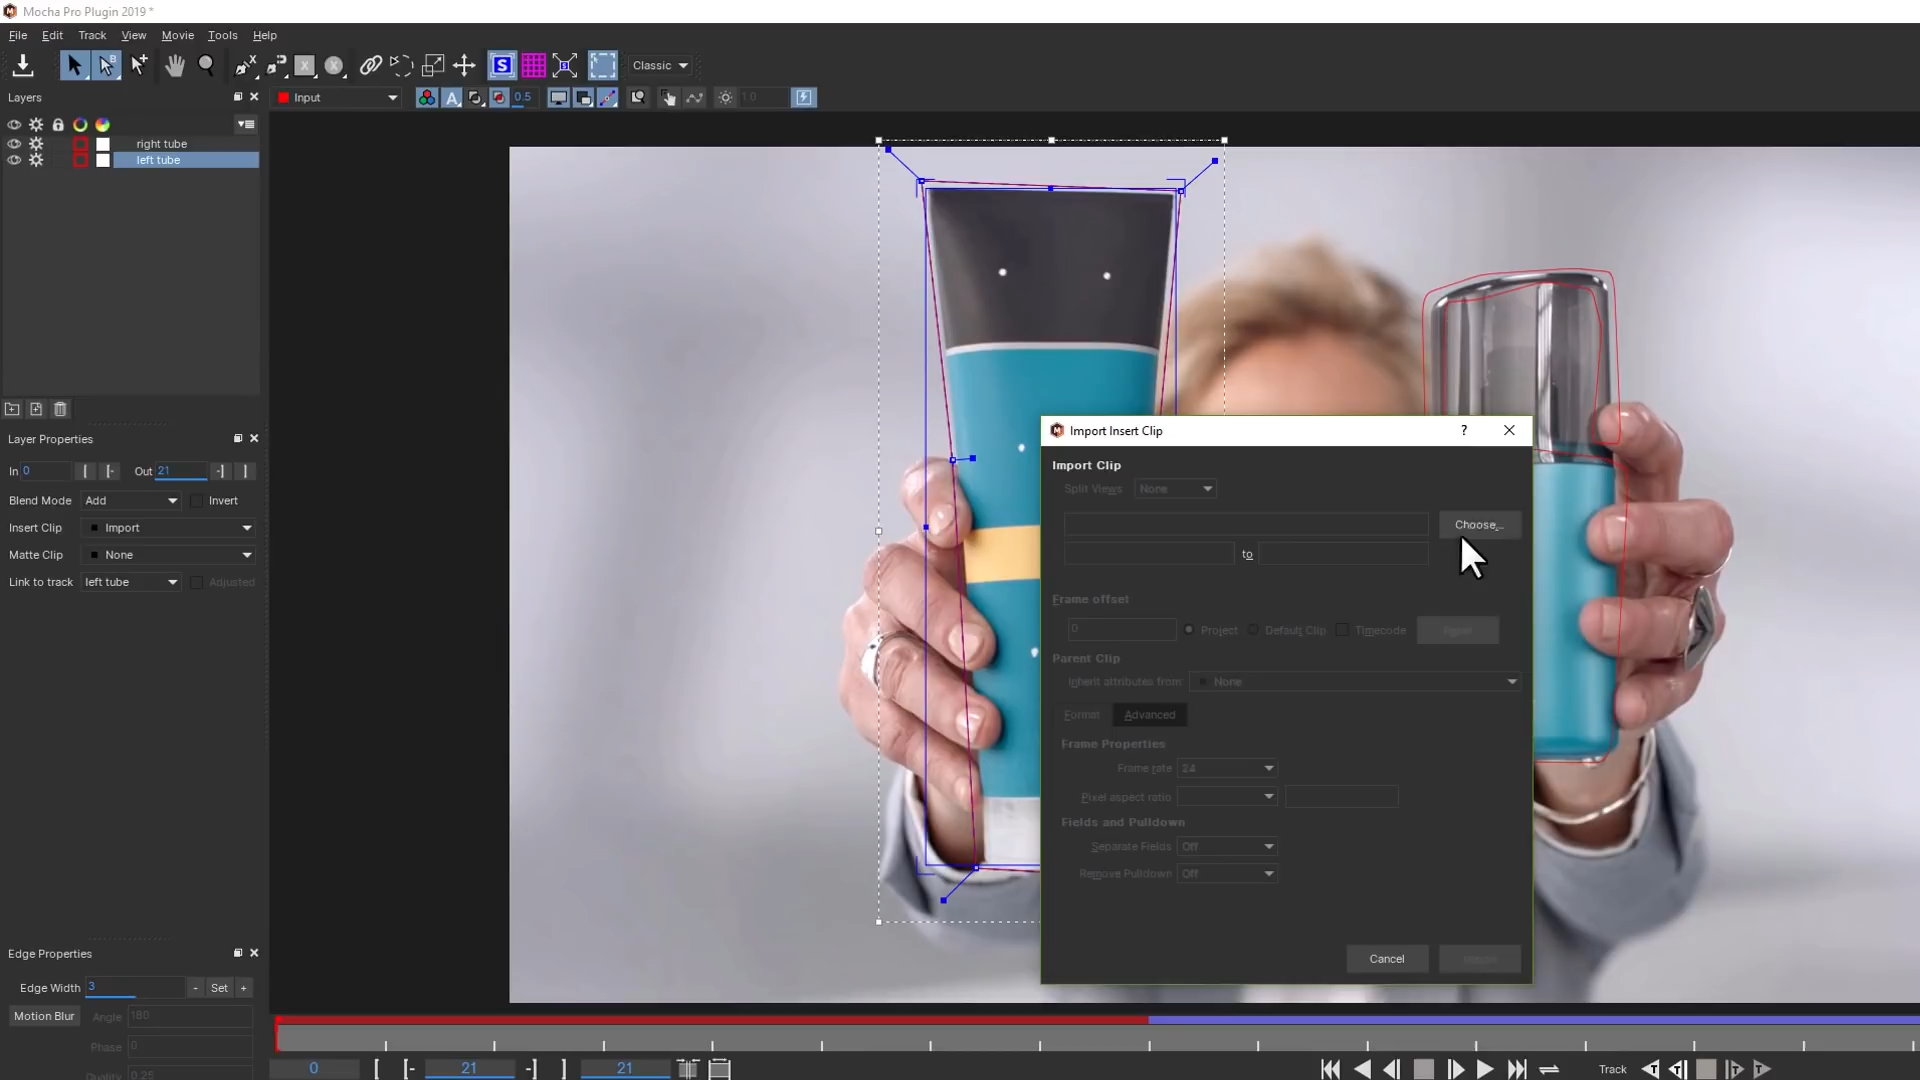 Mocha Pro Plugin 2019 *
File Edit Track View Movie Tools Help
Classic
Layers
Input
0.5
1.0
right tube
left tube
Layer Properties
In 0 Out 21
Blend Mode Add Invert
Insert Clip Import
Matte Clip None
Link to track left tube Adjusted
Import Insert Clip
?
Import Clip
Split Views None
Choose...
to
Frame offset
0 Project Default Clip Timecode
Parent Clip
Inherit attributes from: None
Format Advanced
Frame Properties
Frame rate 24
Pixel aspect ratio
Fields and Pulldown
Separate Fields Off
Remove Pulldown Off
Cancel
Edge Properties
Edge Width 3 - Set +
Motion Blur Angle: 180
Phase: 0
Quality: 0.25
0 21 21
Track